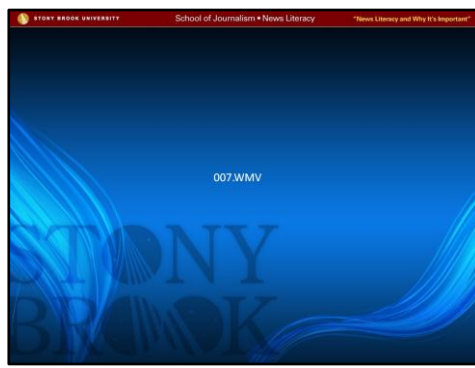 STONY BROOK UNIVERSITY School of Journalism • News Literacy "News Literacy and Why It's Important"
007.WMV
STONY
BROOK